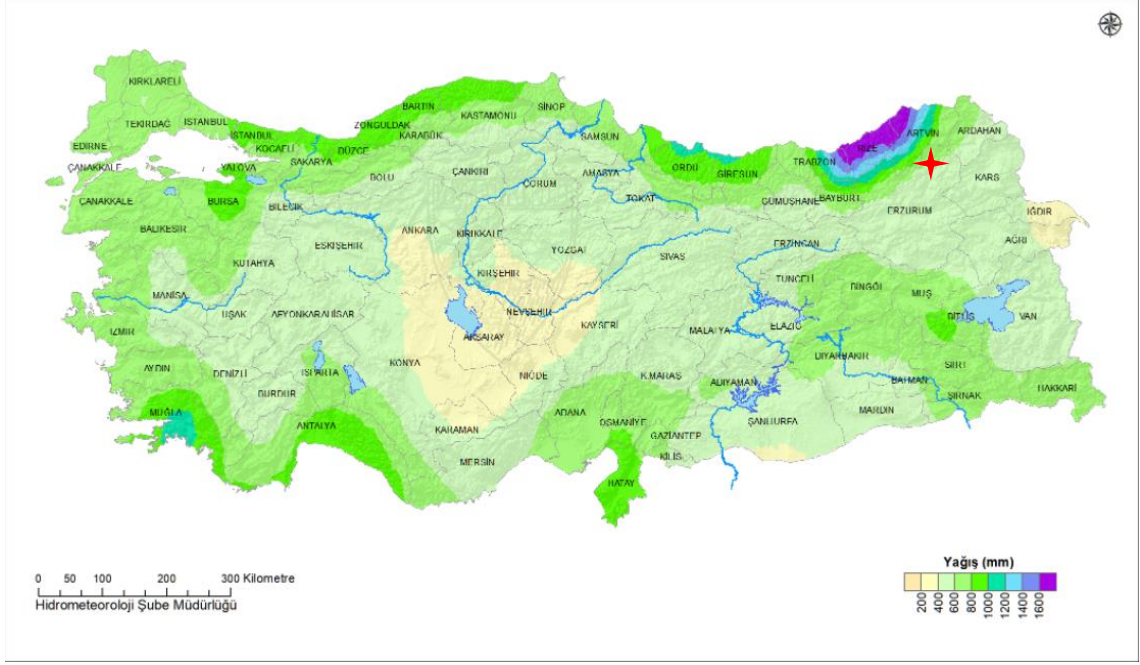 KIRKLARELİ
TEKİRDAĞ
İSTANBUL
EDİRNE
İSTANBUL
KOCAELİ
ÇANAKKALE
YALOVA
SAKARYA
DÜZCE
ZONGULDAK
BARTIN
KARABÜK
KASTAMONU
SİNOP
SAMSUN
ORDU
GİRESUN
TRABZON
RİZE
ARTVİN
ARDAHAN
KARS
ÇANAKKALE
BURSA
BİLECİK
BOLU
ÇANKIRI
ÇORUM
AMASYA
TOKAT
GÜMÜŞHANE
BAYBURT
ERZURUM
IĞDIR
AĞRI
BALIKESİR
KÜTAHYA
ESKİŞEHİR
ANKARA
KIRIKKALE
YOZGAT
SİVAS
ERZİNCAN
TUNCELİ
BİNGÖL
MUŞ
BİTLİS
VAN
MANİSA
UŞAK
AFYONKARAHİSAR
KIRŞEHİR
NEVŞEHİR
AKSARAY
KAYSERİ
MALATYA
ELAZIĞ
DİYARBAKIR
SİİRT
BATMAN
ŞIRNAK
HAKKARİ
İZMİR
AYDIN
DENİZLİ
BURDUR
ISPARTA
KONYA
NİĞDE
K.MARAŞ
ADIYAMAN
MARDİN
ŞANLIURFA
MUĞLA
ANTALYA
KARAMAN
MERSİN
ADANA
OSMANİYE
GAZİANTEP
KİLİS
HATAY
0 50 100 200 300 Kilometre
Hidrometeoroloji Şube Müdürlüğü
Yağış (mm)
200 400 600 800 1000 1200 1400 1600